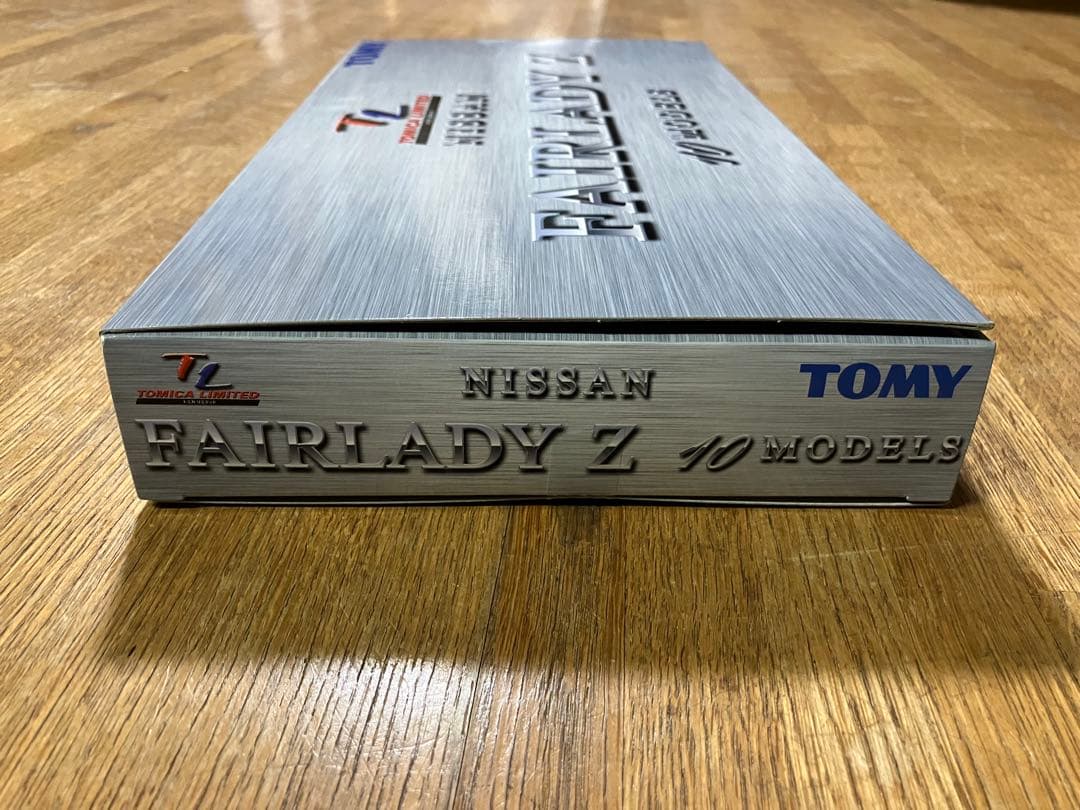 TOMY
TL
TOMICA LIMITED
NISSAN
FAIRLADY Z
10 MODELS
TL
TOMICA LIMITED
NISSAN
TOMY
FAIRLADY Z 10 MODELS